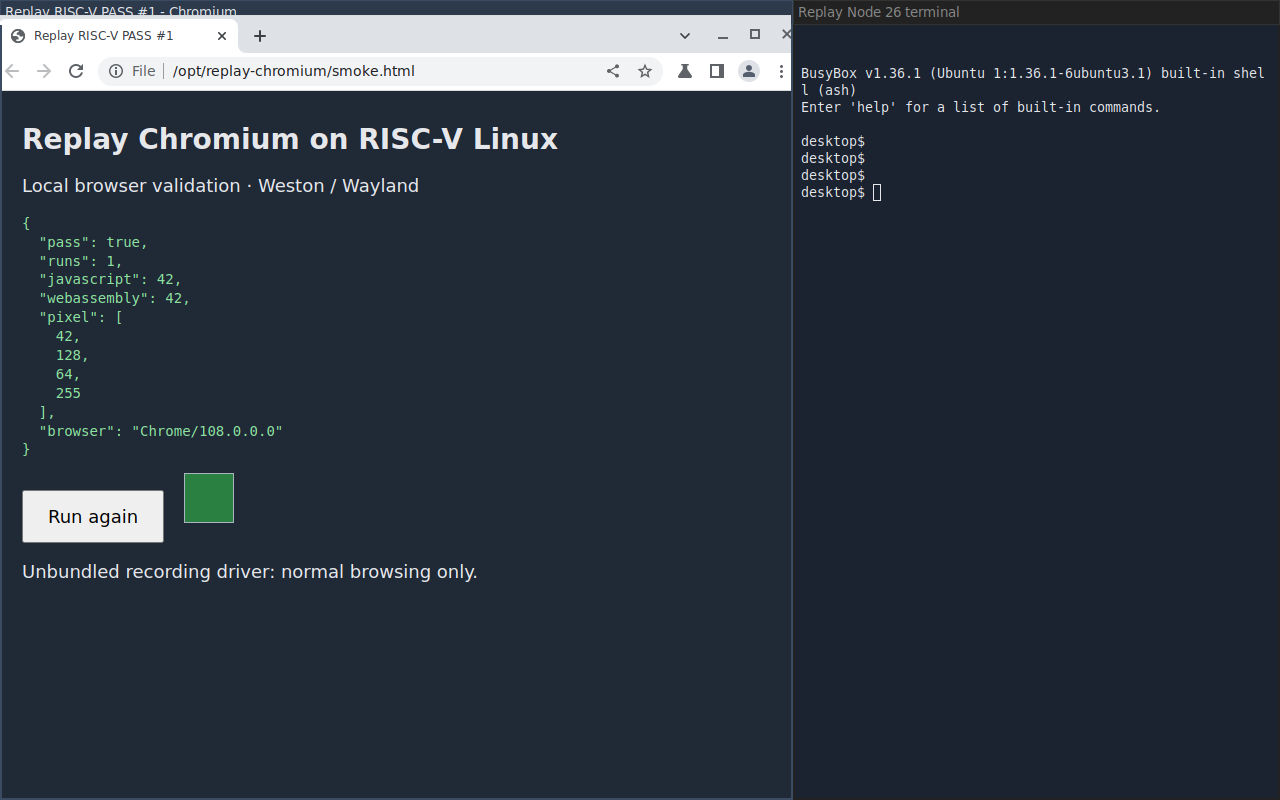 Replay RISC-V PASS #1 - Chromium
Replay RISC-V PASS #1
File
/opt/replay-chromium/smoke.html
Replay Chromium on RISC-V Linux
Local browser validation · Weston / Wayland
{
  "pass": true,
  "runs": 1,
  "javascript": 42,
  "webassembly": 42,
  "pixel": [
    42,
    128,
    64,
    255
  ],
  "browser": "Chrome/108.0.0.0"
}
Run again
Unbundled recording driver: normal browsing only.
Replay Node 26 terminal
BusyBox v1.36.1 (Ubuntu 1:1.36.1-6ubuntu3.1) built-in shel
l (ash)
Enter 'help' for a list of built-in commands.
desktop$
desktop$
desktop$
desktop$